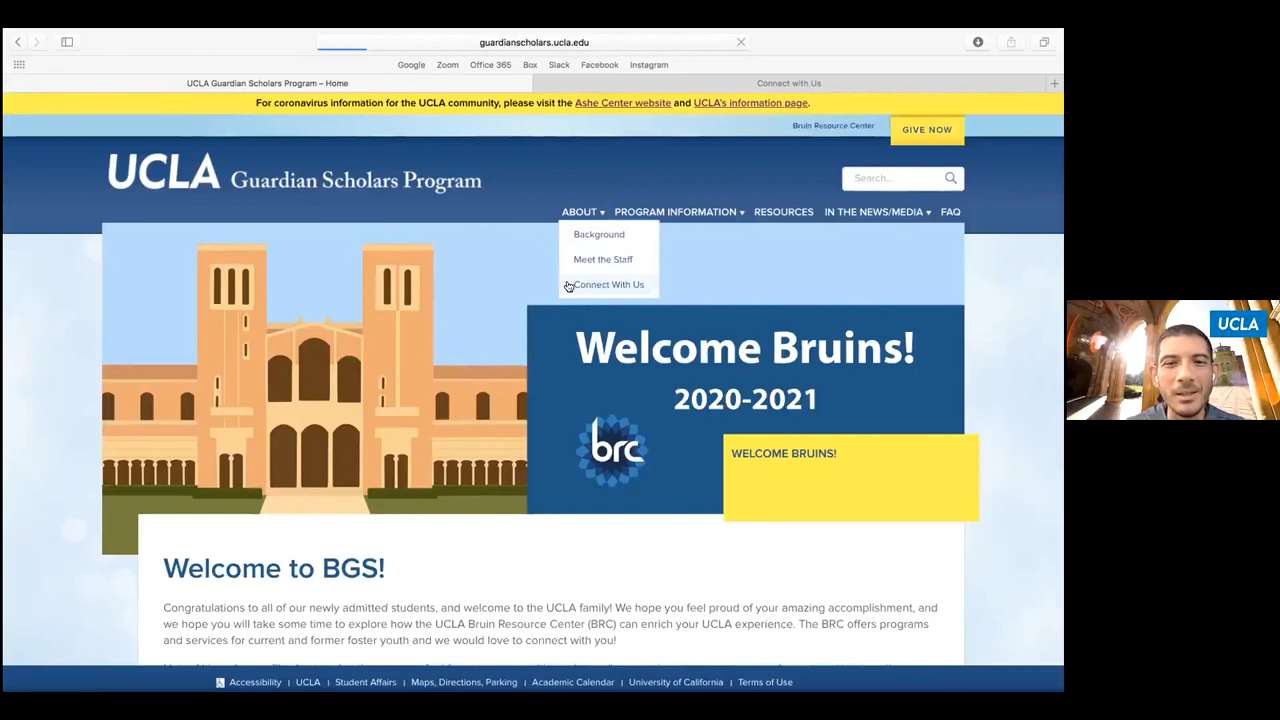 guardianscholars.ucla.edu
Google Zoom Office 365 Box Slack Facebook Instagram
UCLA Guardian Scholars Program – Home
Connect with Us
For coronavirus information for the UCLA community, please visit the Ashe Center website and UCLA's information page.
Bruin Resource Center
GIVE NOW
UCLA Guardian Scholars Program
Search...
ABOUT PROGRAM INFORMATION RESOURCES IN THE NEWS/MEDIA FAQ
Background
Meet the Staff
Connect With Us
Welcome Bruins!
2020-2021
brc
WELCOME BRUINS!
UCLA
Welcome to BGS!
Congratulations to all of our newly admitted students, and welcome to the UCLA family! We hope you feel proud of your amazing accomplishment, and
we hope you will take some time to explore how the UCLA Bruin Resource Center (BRC) can enrich your UCLA experience. The BRC offers programs
and services for current and former foster youth and we would love to connect with you!
Accessibility | UCLA | Student Affairs | Maps, Directions, Parking | Academic Calendar | University of California | Terms of Use